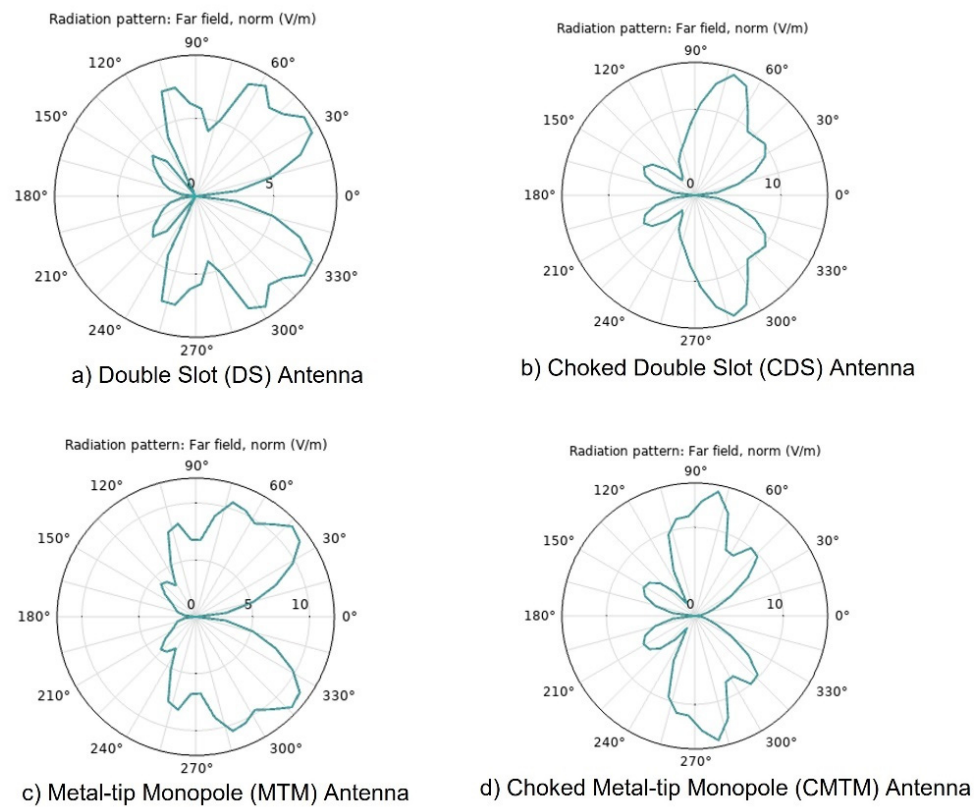 Radiation pattern: Far field, norm (V/m)
90°
120° 60°
150° 30°
180° 0 5 0°
210° 330°
240° 300°
270°
a) Double Slot (DS) Antenna
Radiation pattern: Far field, norm (V/m)
90°
120° 60°
150° 30°
180° 0 10 0°
210° 330°
240° 300°
270°
b) Choked Double Slot (CDS) Antenna
Radiation pattern: Far field, norm (V/m)
90°
120° 60°
150° 30°
180° 0 5 10 0°
210° 330°
240° 300°
270°
c) Metal-tip Monopole (MTM) Antenna
Radiation pattern: Far field, norm (V/m)
90°
120° 60°
150° 30°
180° 0 10 0°
210° 330°
240° 300°
270°
d) Choked Metal-tip Monopole (CMTM) Antenna